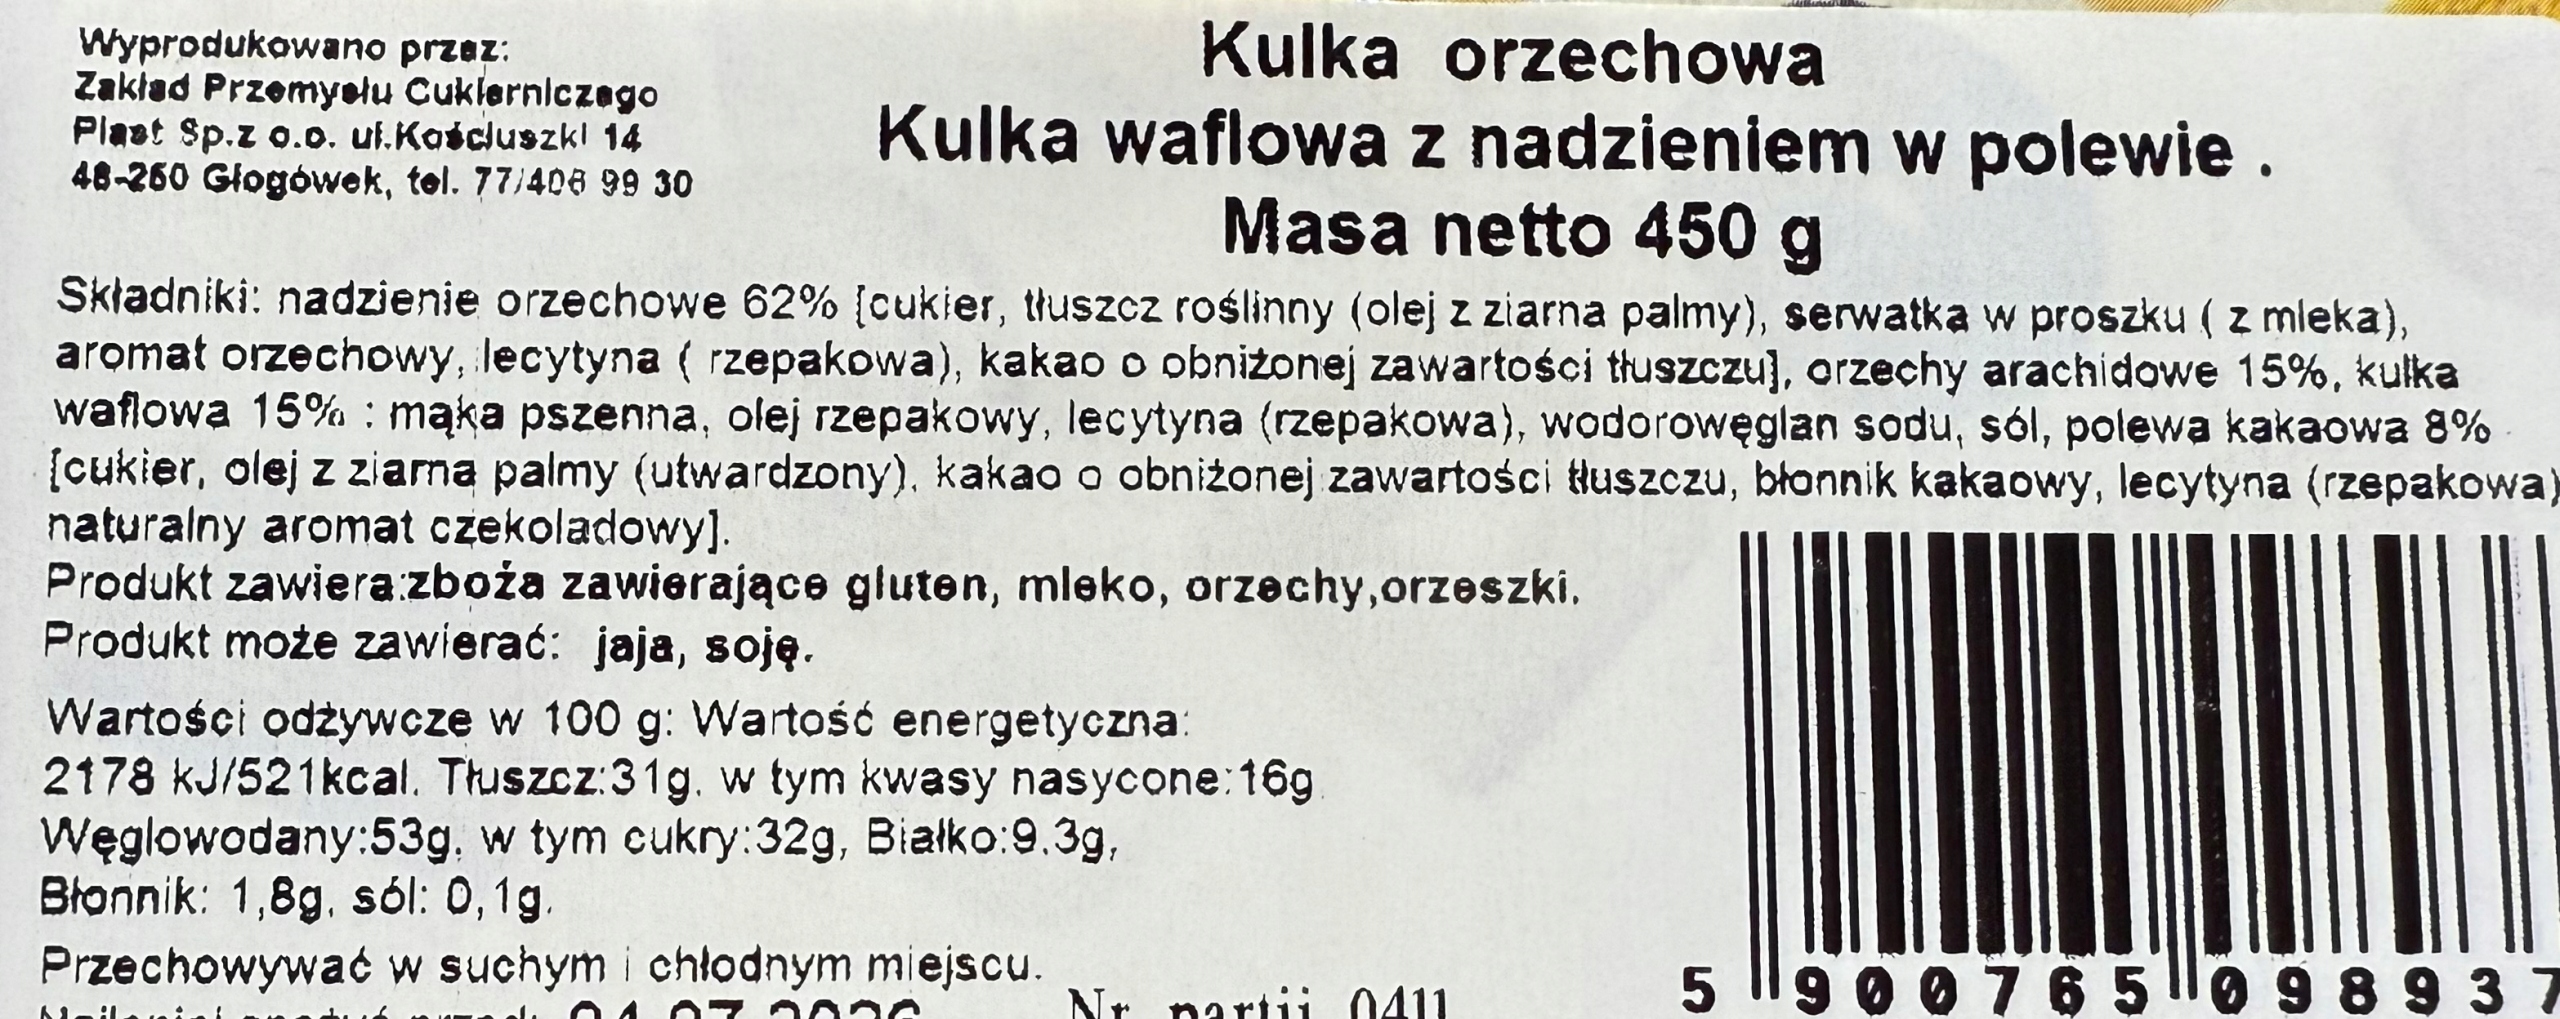 Wyprodukowano przez:
Zakład Przemysłu Cukierniczego
Piast Sp.z o.o. ul.Kościuszki 14
48-250 Głogówek, tel. 77/406 99 30
Kulka orzechowa
Kulka waflowa z nadzieniem w polewie .
Masa netto 450 g
Składniki: nadzienie orzechowe 62% [cukier, tłuszcz roślinny (olej z ziarna palmy), serwatka w proszku ( z mleka),
aromat orzechowy, lecytyna ( rzepakowa), kakao o obniżonej zawartości tłuszczu], orzechy arachidowe 15%, kulka
waflowa 15% : mąka pszenna, olej rzepakowy, lecytyna (rzepakowa), wodorowęglan sodu, sól, polewa kakaowa 8%
[cukier, olej z ziarna palmy (utwardzony), kakao o obniżonej zawartości tłuszczu, błonnik kakaowy, lecytyna (rzepakowa)
naturalny aromat czekoladowy].
Produkt zawiera:zboża zawierające gluten, mleko, orzechy,orzeszki.
Produkt może zawierać: jaja, soję.
Wartości odżywcze w 100 g: Wartość energetyczna:
2178 kJ/521kcal. Tłuszcz:31g, w tym kwasy nasycone:16g
Węglowodany:53g, w tym cukry:32g, Białko:9,3g,
Błonnik: 1,8g, sól: 0,1g.
Przechowywać w suchym i chłodnym miejscu.
Nr partii 0411
5 900765 098937